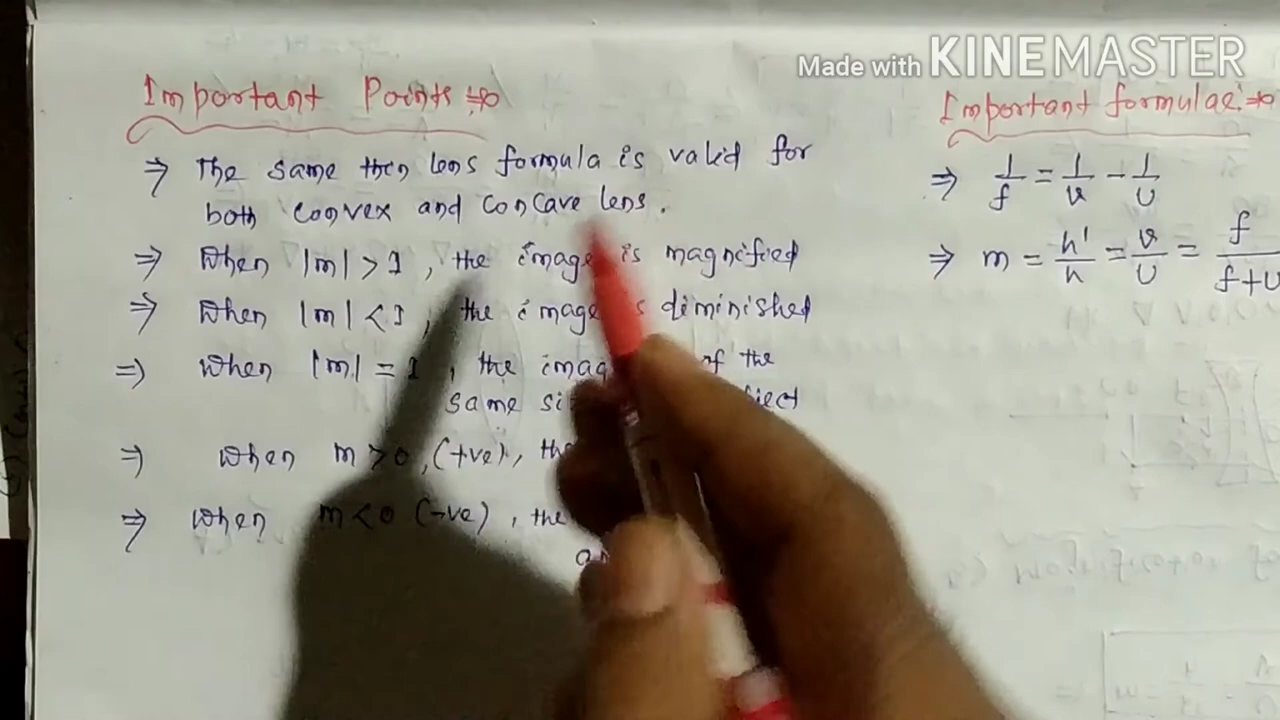 Made with KINEMASTER
Important Points ⇒
⇒ The same thin lens formula is valid for
both convex and concave lens.
⇒ When |m| > 1, the image is magnified
⇒ When |m| < 1, the image diminished
⇒ When |m| = 1, the of the
same
⇒ when m > 0, (+ve), the
⇒ when m < 0 (-ve), the
Important formulae:⇒
⇒ 1/f = 1/v - 1/u
⇒ m = h'/h = v/u = f/f+u